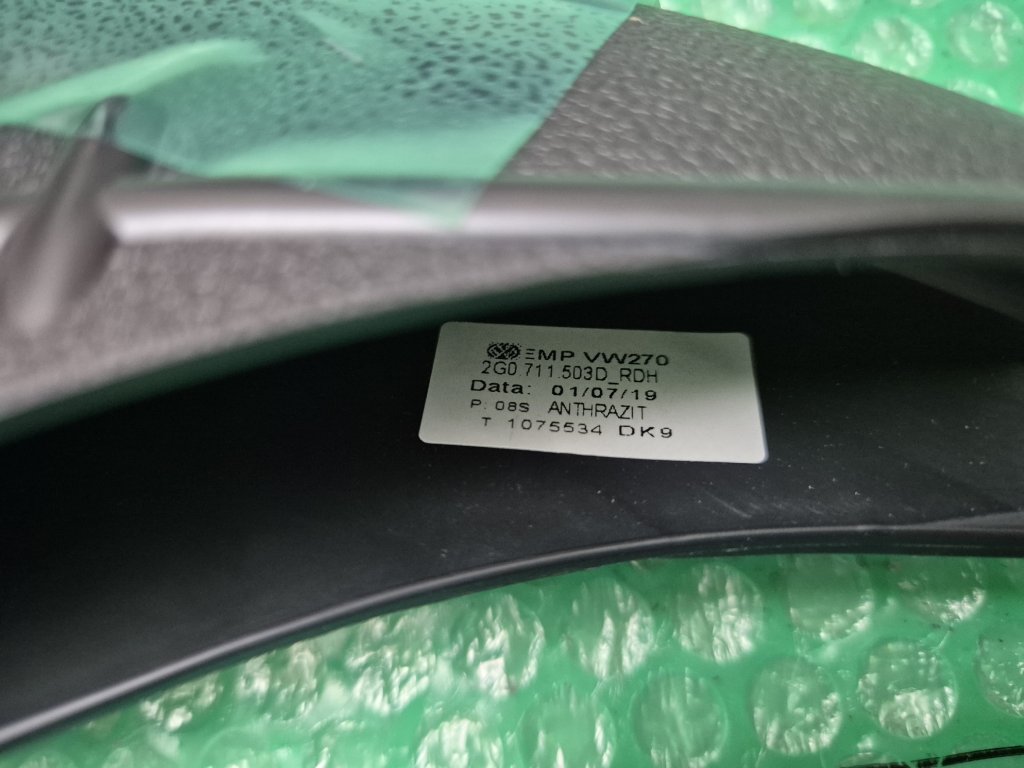 EMP VW270
2G0.711.503D_RDH
Data: 01/07/19
P: 08S ANTHRAZIT
T 1075534 DK9